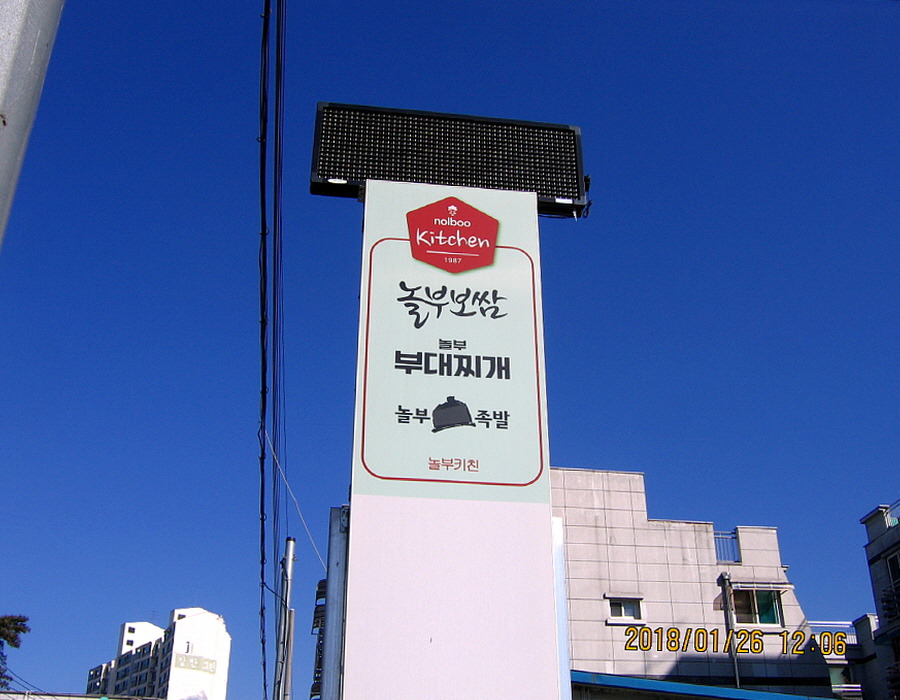 nolboo
Kitchen
1987
놀부보쌈
놀부
부대찌개
놀부 족발
놀부키친
2018/01/26 12:06